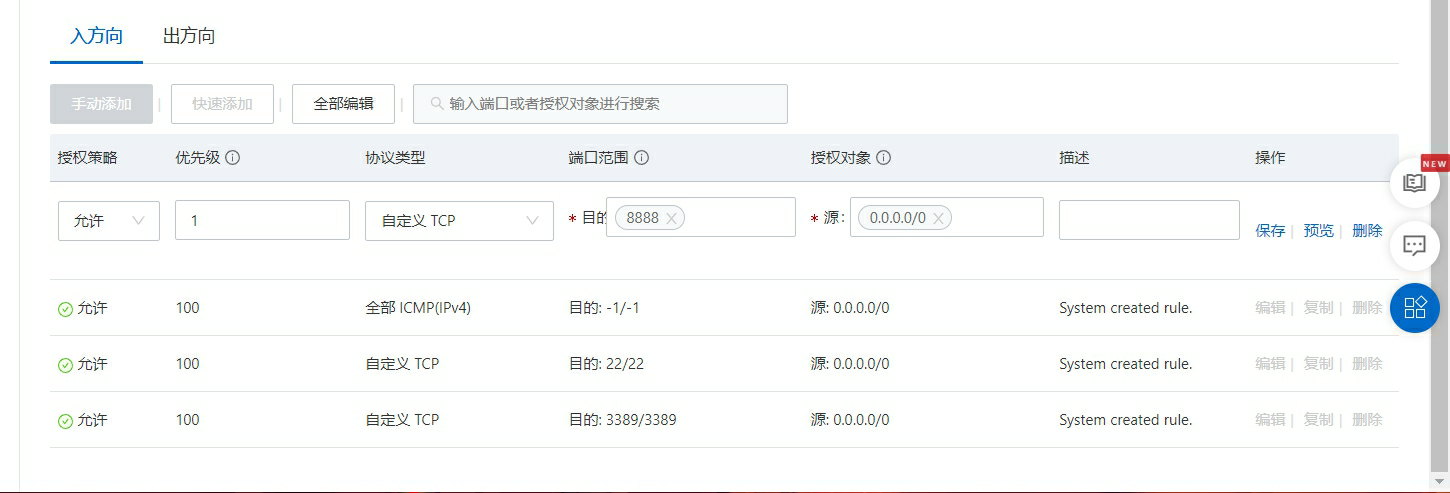 入方向 出方向
手动添加 | 快速添加 | 全部编辑 | 输入端口或者授权对象进行搜索
授权策略 优先级 协议类型 端口范围 授权对象 描述 操作
NEW
允许 1 自定义 TCP * 目的 8888 * 源: 0.0.0.0/0 保存 | 预览 | 删除
允许 100 全部 ICMP(IPv4) 目的: -1/-1 源: 0.0.0.0/0 System created rule. 编辑 | 复制 | 删除
允许 100 自定义 TCP 目的: 22/22 源: 0.0.0.0/0 System created rule. 编辑 | 复制 | 删除
允许 100 自定义 TCP 目的: 3389/3389 源: 0.0.0.0/0 System created rule. 编辑 | 复制 | 删除